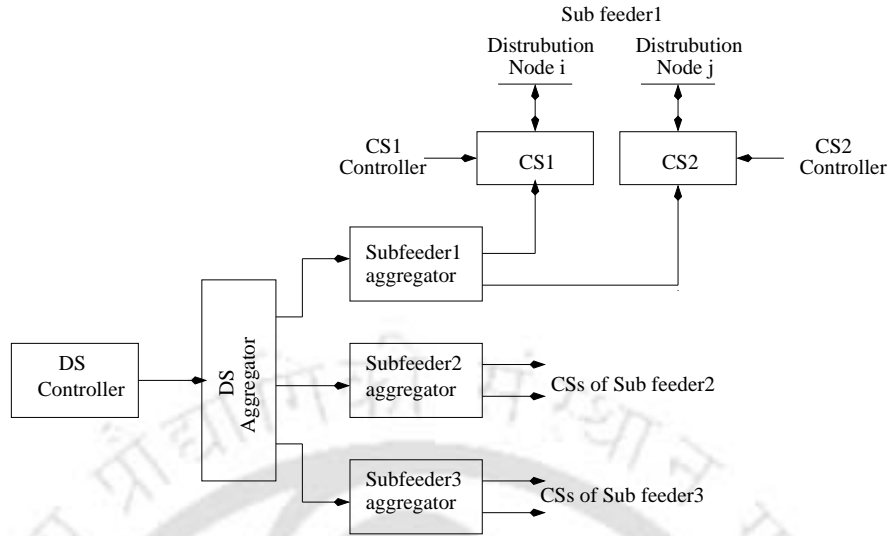 Sub feeder1
Distrubution
Node i
Distrubution
Node j
CS1
Controller
CS1
CS2
CS2
Controller
Subfeeder1
aggregator
DS
Controller
DS
Aggregator
Subfeeder2
aggregator
CSs of Sub feeder2
Subfeeder3
aggregator
CSs of Sub feeder3